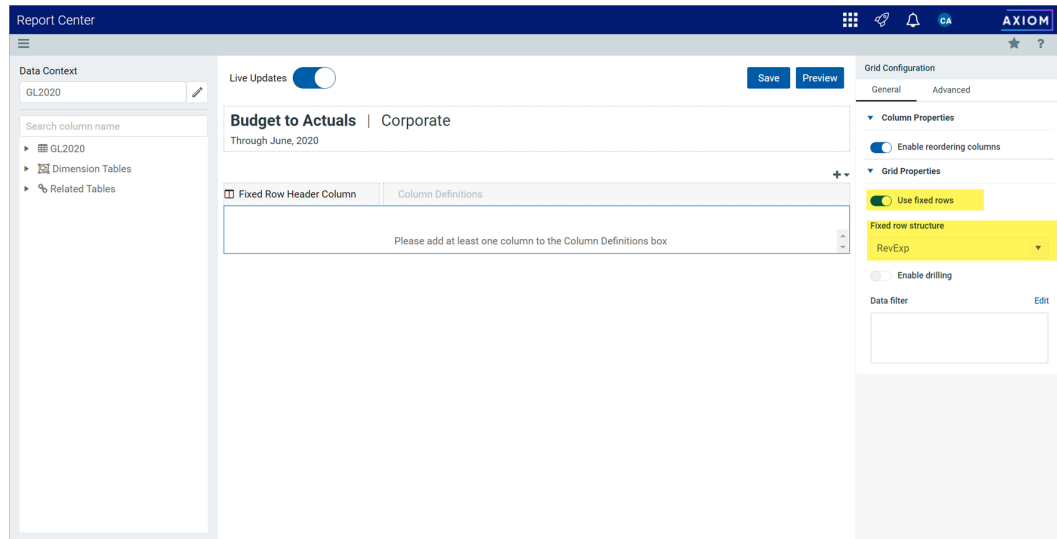 Report Center
CA
AXIOM
?
Data Context
GL2020
Search column name
GL2020
Dimension Tables
Related Tables
Live Updates
Save
Preview
Budget to Actuals | Corporate
Through June, 2020
Fixed Row Header Column
Column Definitions
Please add at least one column to the Column Definitions box
Grid Configuration
General
Advanced
Column Properties
Enable reordering columns
Grid Properties
Use fixed rows
Fixed row structure
RevExp
Enable drilling
Data filter
Edit